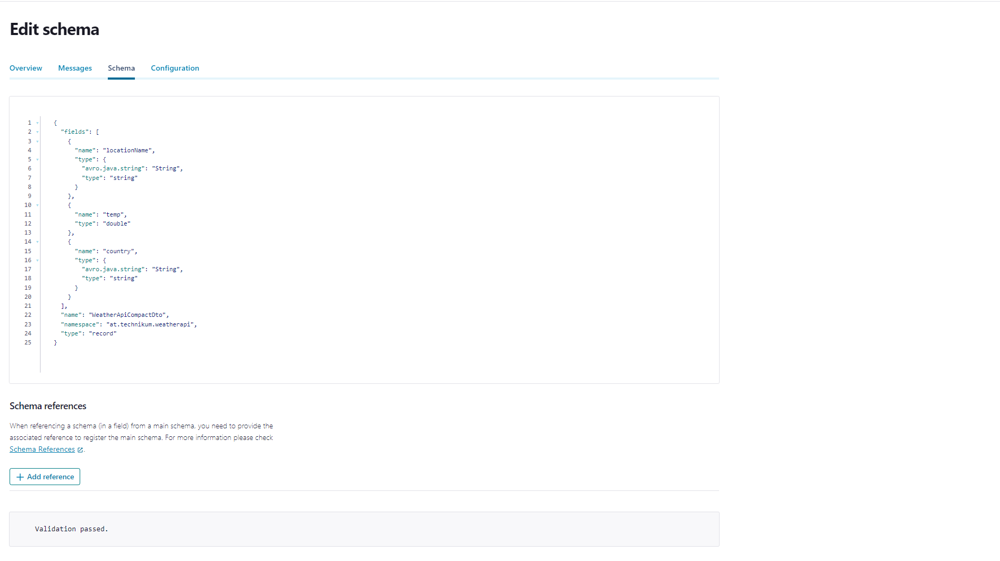 Edit schema
Overview Messages Schema Configuration
1 {
2 "fields": [
3 {
4 "name": "locationName",
5 "type": {
6 "avro.java.string": "String",
7 "type": "string"
8 }
9 },
10 {
11 "name": "temp",
12 "type": "double"
13 },
14 {
15 "name": "country",
16 "type": {
17 "avro.java.string": "String",
18 "type": "string"
19 }
20 }
21 ],
22 "name": "WeatherApiCompactDto",
23 "namespace": "at.technikum.weatherapi",
24 "type": "record"
25 }
Schema references
When referencing a schema (in a field) from a main schema, you need to provide the
associated reference to register the main schema. For more information please check
Schema References.
+ Add reference
Validation passed.